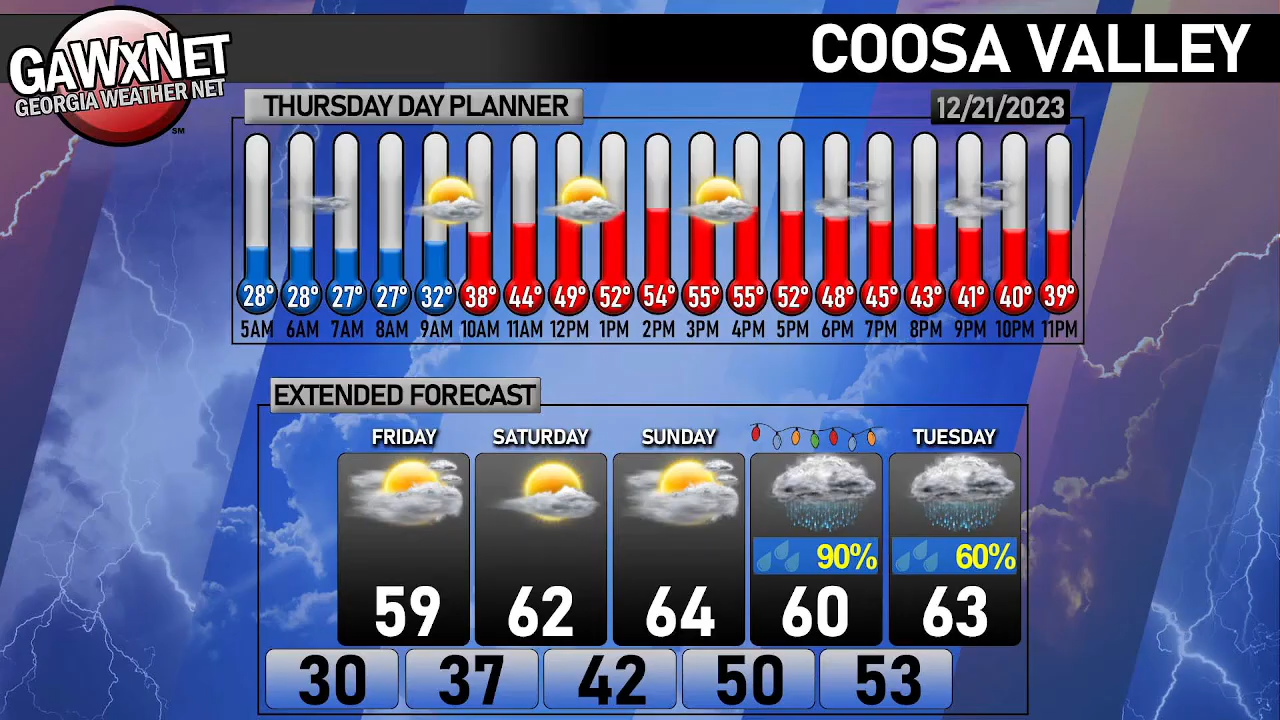 GAWxNET
GEORGIA WEATHER NET
SM
COOSA VALLEY
THURSDAY DAY PLANNER
12/21/2023
28° 28° 27° 27° 32° 38° 44° 49° 52° 54° 55° 55° 52° 48° 45° 43° 41° 40° 39°
5AM 6AM 7AM 8AM 9AM 10AM 11AM 12PM 1PM 2PM 3PM 4PM 5PM 6PM 7PM 8PM 9PM 10PM 11PM
EXTENDED FORECAST
FRIDAY SATURDAY SUNDAY TUESDAY
90% 60%
59 62 64 60 63
30 37 42 50 53